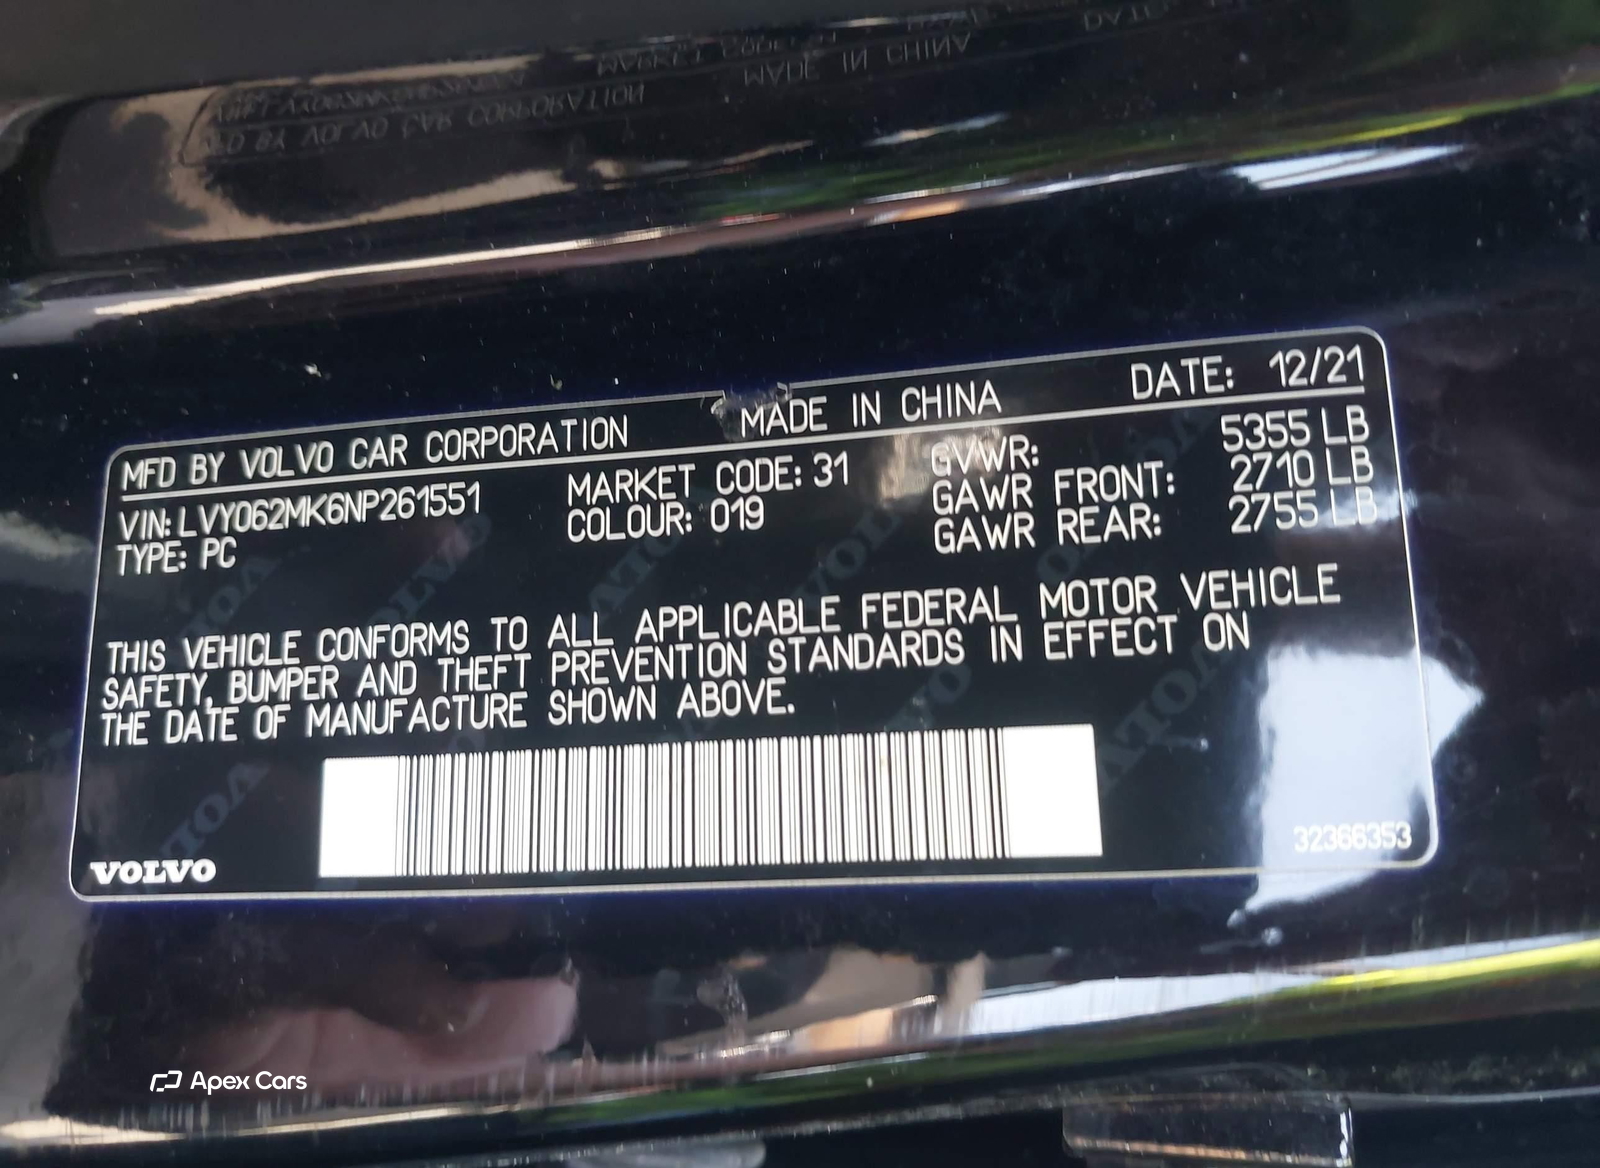 MFD BY VOLVO CAR CORPORATION MADE IN CHINA DATE: 12/21
VIN: LVY062MK6NP261551 MARKET CODE: 31 GVWR: 5355 LB
TYPE: PC COLOUR: 019 GAWR FRONT: 2710 LB
GAWR REAR: 2755 LB
THIS VEHICLE CONFORMS TO ALL APPLICABLE FEDERAL MOTOR VEHICLE
SAFETY, BUMPER AND THEFT PREVENTION STANDARDS IN EFFECT ON
THE DATE OF MANUFACTURE SHOWN ABOVE.
VOLVO
32366353
Apex Cars